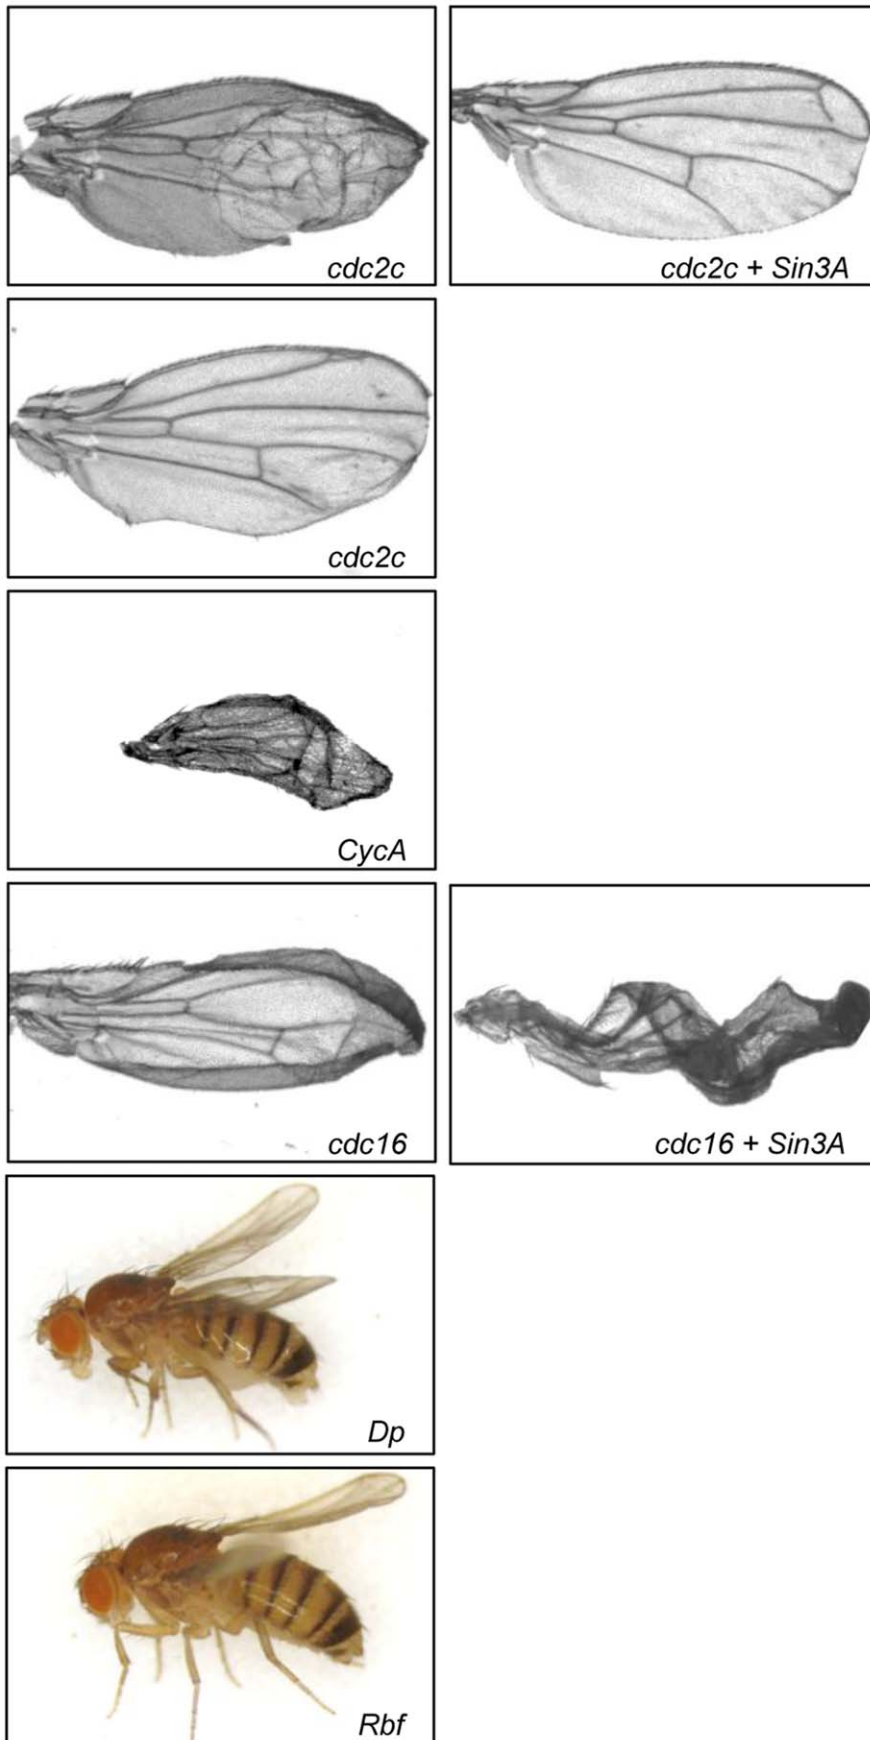 cdc2c
cdc2c + Sin3A
cdc2c
CycA
cdc16
cdc16 + Sin3A
Dp
Rbf